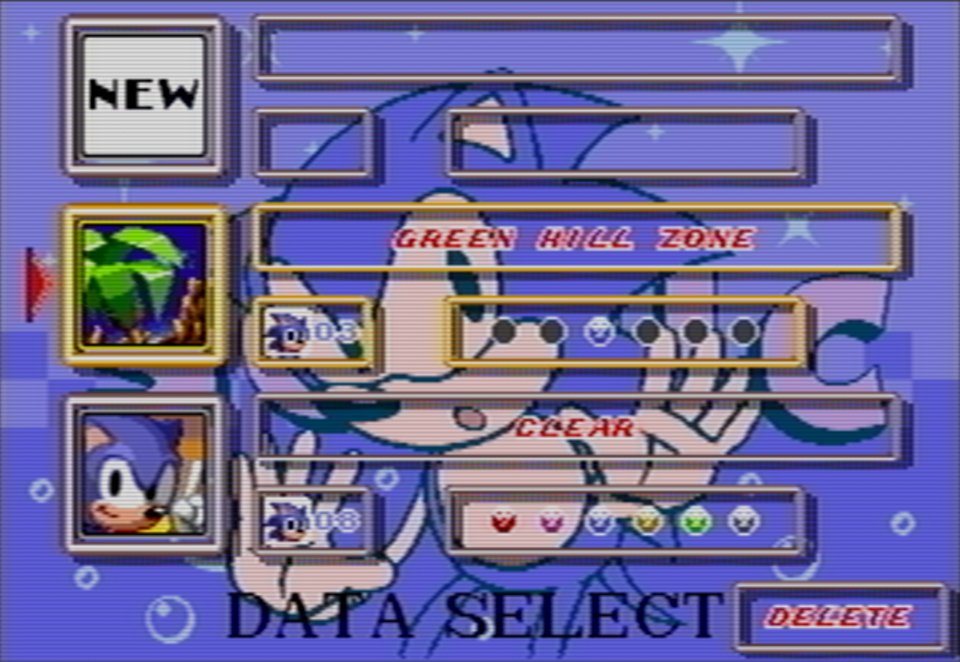 NEW
GREEN HILL ZONE
03
CLEAR
08
DATA SELECT
DELETE